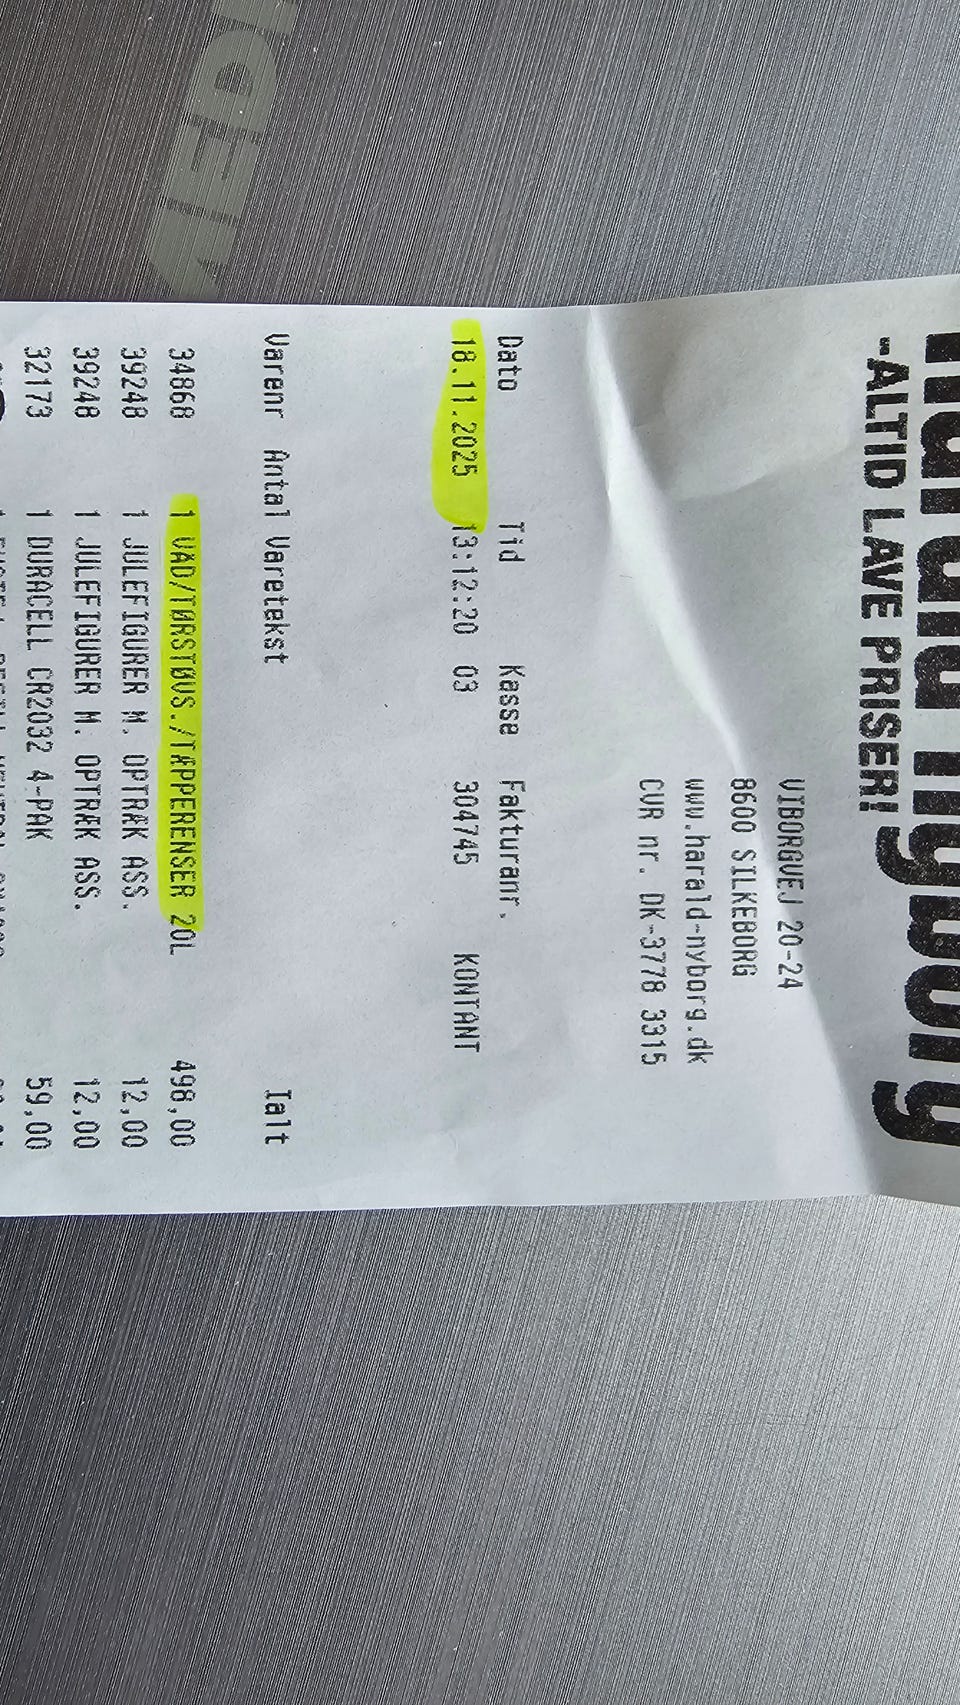 Harald Nyborg
-ALTID LAVE PRISER!
VIBORGVEJ 20-24
8600 SILKEBORG
www.harald-nyborg.dk
CVR nr. DK-3778 3315
Dato Tid Kasse Fakturanr.
18.11.2025 13:12:20 03 304745 KONTANT
Varenr Antal Varetekst Ialt
34868 1 VÅD/TØRSTØVS./TÆPPERENSER 20L 498,00
39248 1 JULEFIGURER M. OPTRÆK ASS. 12,00
39248 1 JULEFIGURER M. OPTRÆK ASS. 12,00
32173 1 DURACELL CR2032 4-PAK 59,00